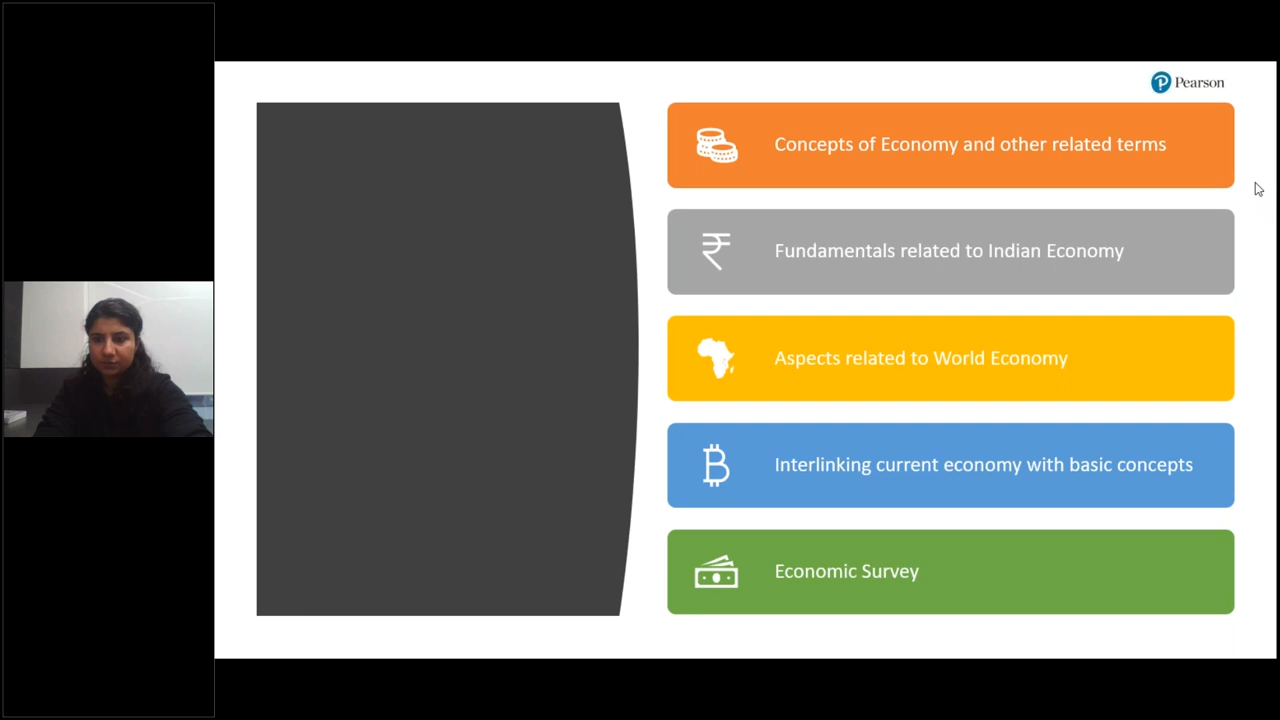 Pearson
Concepts of Economy and other related terms
Fundamentals related to Indian Economy
Aspects related to World Economy
Interlinking current economy with basic concepts
Economic Survey